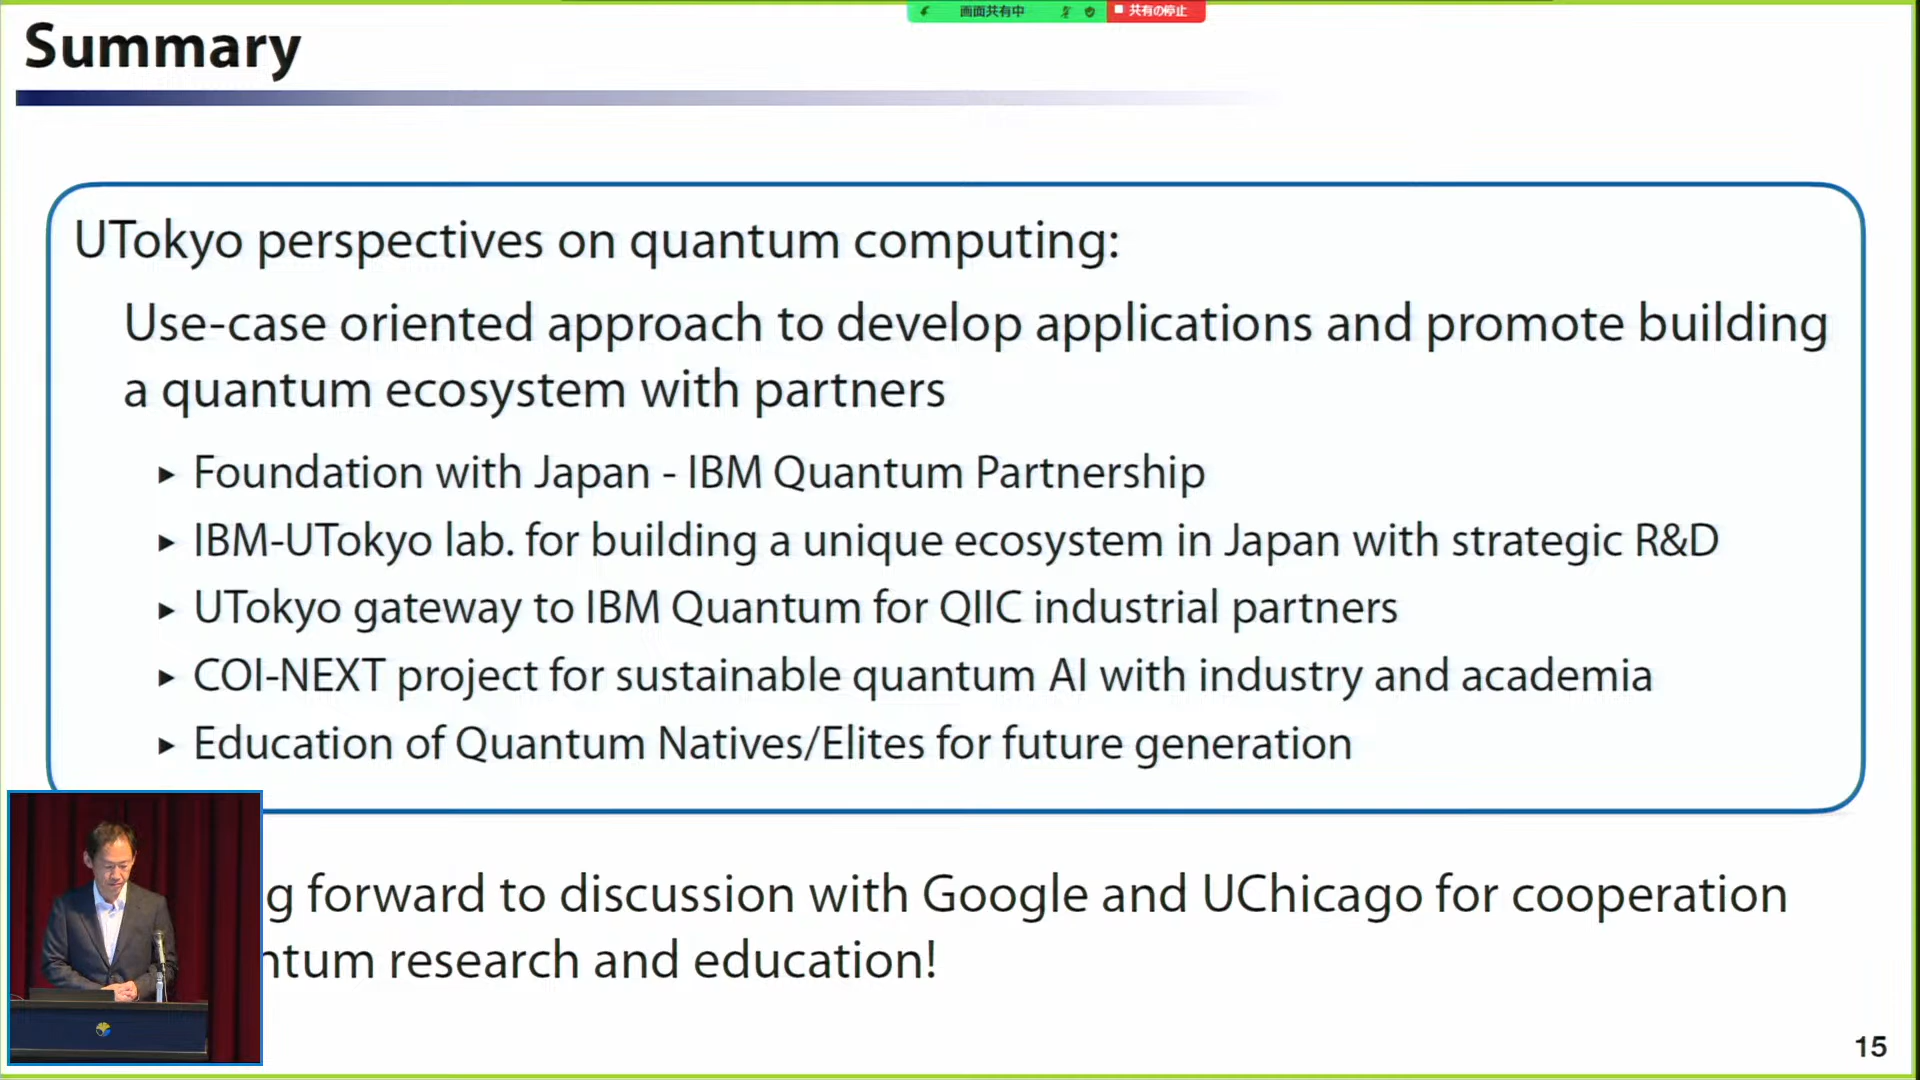 画面共有中
共有の停止
Summary
UTokyo perspectives on quantum computing:
Use-case oriented approach to develop applications and promote building
a quantum ecosystem with partners
▸ Foundation with Japan - IBM Quantum Partnership
▸ IBM-UTokyo lab. for building a unique ecosystem in Japan with strategic R&D
▸ UTokyo gateway to IBM Quantum for QIIC industrial partners
▸ COI-NEXT project for sustainable quantum AI with industry and academia
▸ Education of Quantum Natives/Elites for future generation
g forward to discussion with Google and UChicago for cooperation
ntum research and education!
15